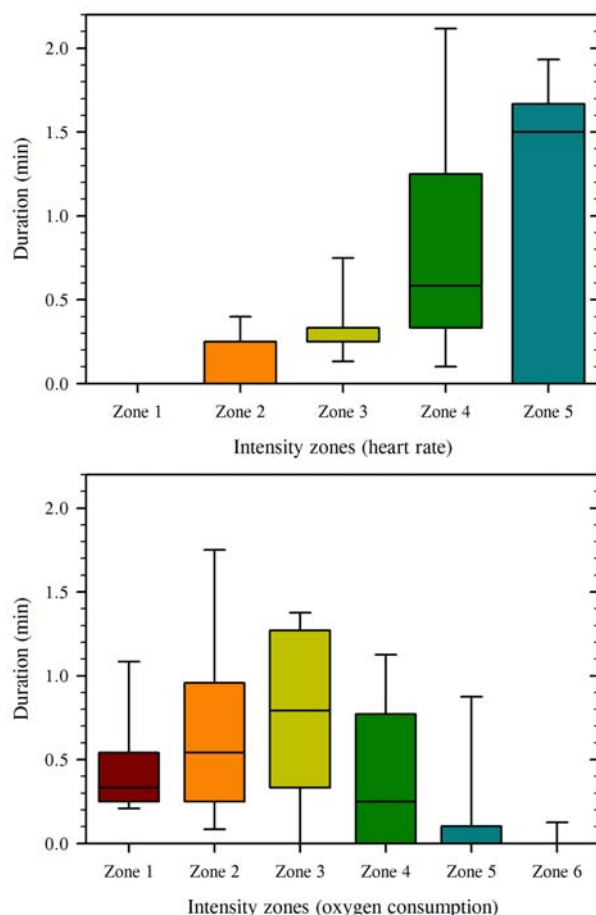 2.0
1.5
1.0
0.5
0.0
Duration (min)
Zone 1 Zone 2 Zone 3 Zone 4 Zone 5
Intensity zones (heart rate)
2.0
1.5
1.0
0.5
0.0
Duration (min)
Zone 1 Zone 2 Zone 3 Zone 4 Zone 5 Zone 6
Intensity zones (oxygen consumption)